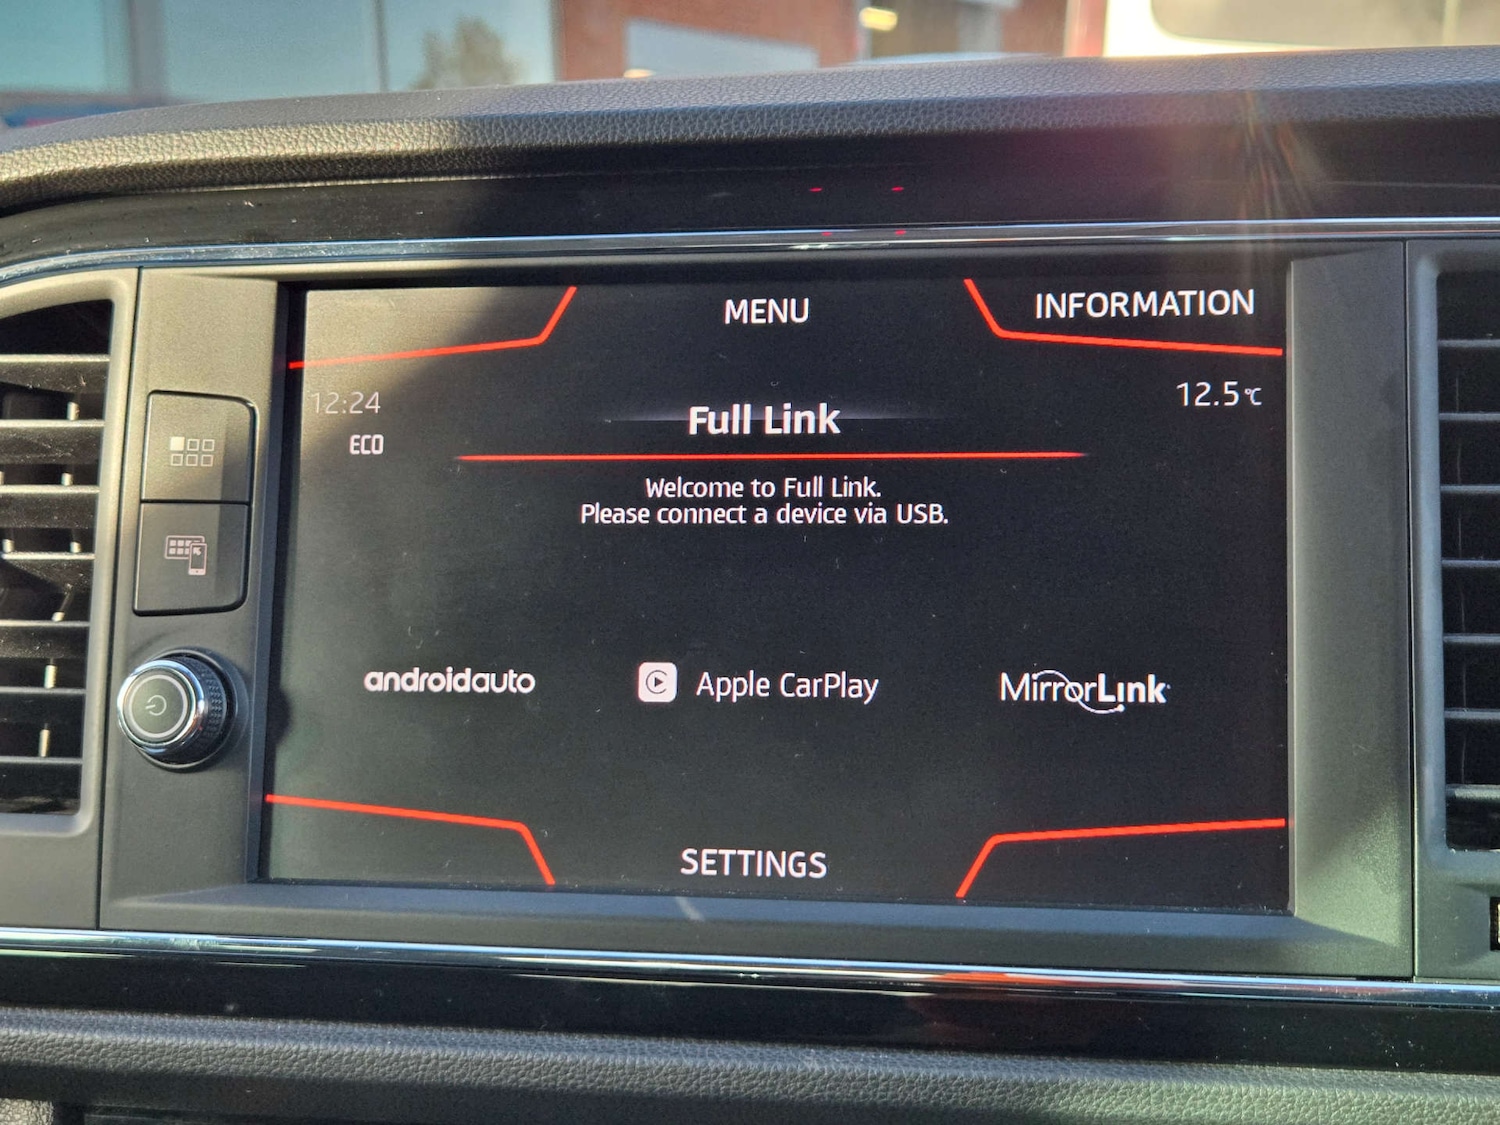 MENU
INFORMATION
12:24
12.5°C
ECO
Full Link
Welcome to Full Link.
Please connect a device via USB.
androidauto
Apple CarPlay
MirrorLink
SETTINGS